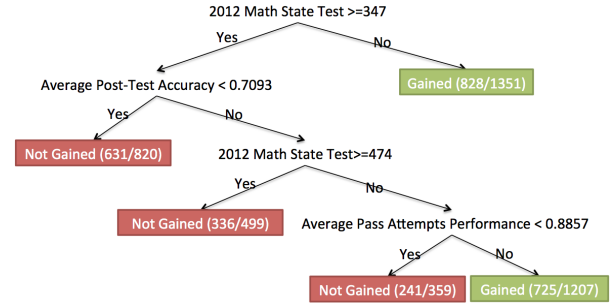 2012 Math State Test >=347
Yes
No
Average Post-Test Accuracy < 0.7093
Gained (828/1351)
Yes
No
Not Gained (631/820)
2012 Math State Test>=474
Yes
No
Not Gained (336/499)
Average Pass Attempts Performance < 0.8857
Yes
No
Not Gained (241/359)
Gained (725/1207)